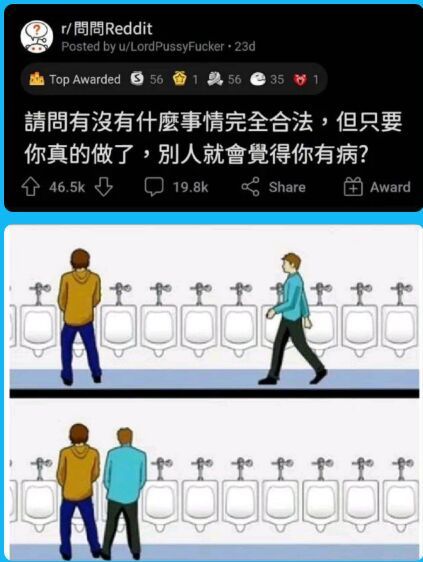 r/問問Reddit
Posted by u/LordPussyFucker • 23d
Top Awarded S 56 1 56 35 1
請問有沒有什麼事情完全合法，但只要
你真的做了，別人就會覺得你有病?
46.5k 19.8k Share Award